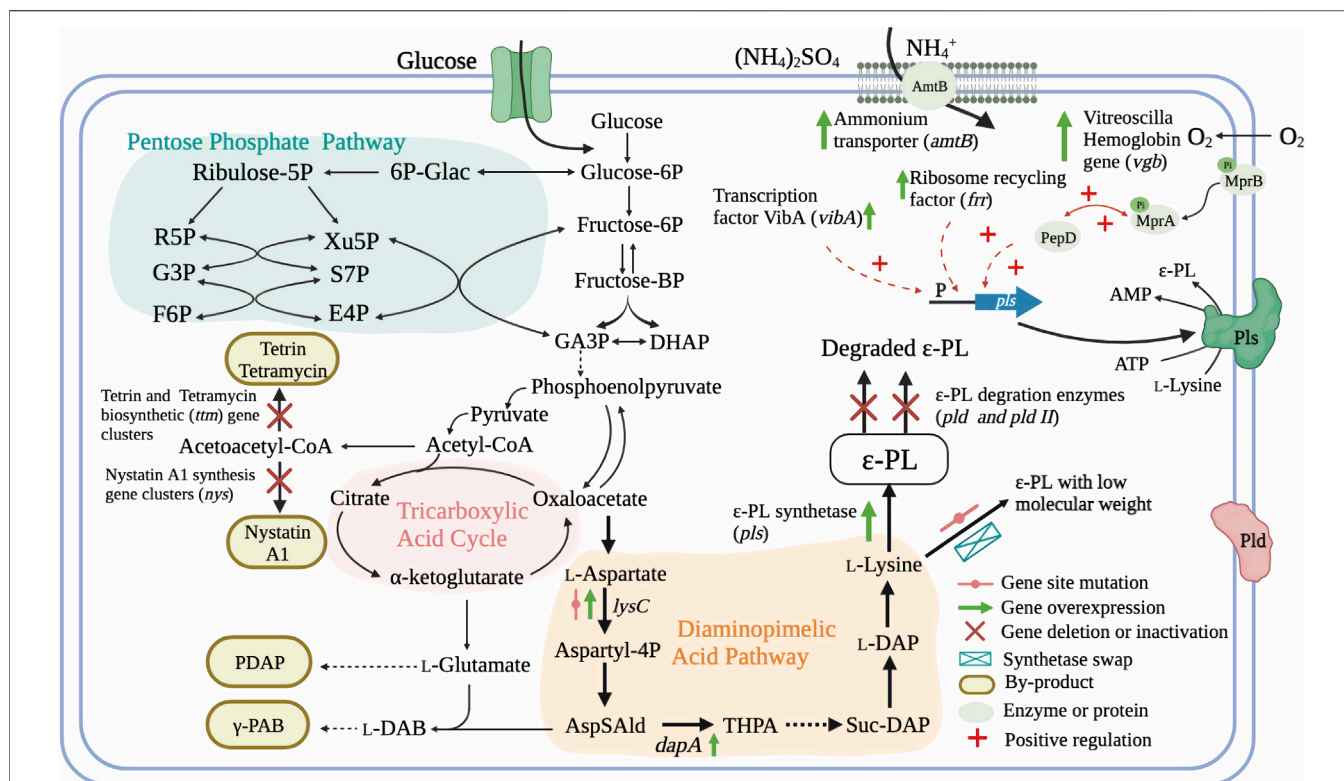 Glucose
(NH₄)₂SO₄
NH₄⁺
AmtB
Glucose
Ammonium
transporter (amtB)
Vitreoscilla
Hemoglobin
gene (vgb)
O₂
O₂
Pentose Phosphate Pathway
Ribulose-5P
6P-Glac
Glucose-6P
Ribosome recycling
factor (frr)
Pi
MprB
Pi
MprA
PepD
Transcription
factor VibA (vibA)
R5P
Xu5P
Fructose-6P
G3P
S7P
Fructose-BP
F6P
E4P
P
pls
ε-PL
AMP
Pls
ATP
L-Lysine
GA3P
DHAP
Tetrin
Tetramycin
Degraded ε-PL
Phosphoenolpyruvate
Tetrin and Tetramycin
biosynthetic (ttm) gene
clusters
Pyruvate
ε-PL degration enzymes
(pld and pld II)
Acetoacetyl-CoA
Acetyl-CoA
ε-PL
Nystatin A1 synthesis
gene clusters (nys)
Citrate
Oxaloacetate
ε-PL with low
molecular weight
Tricarboxylic
Acid Cycle
ε-PL synthetase
(pls)
Nystatin
A1
Pld
α-ketoglutarate
L-Aspartate
L-Lysine
lysC
Gene site mutation
Gene overexpression
Diaminopimelic
Acid Pathway
Gene deletion or inactivation
Aspartyl-4P
L-DAP
Synthetase swap
PDAP
L-Glutamate
By-product
Enzyme or protein
γ-PAB
L-DAB
AspSAld
dapA
THPA
Suc-DAP
Positive regulation